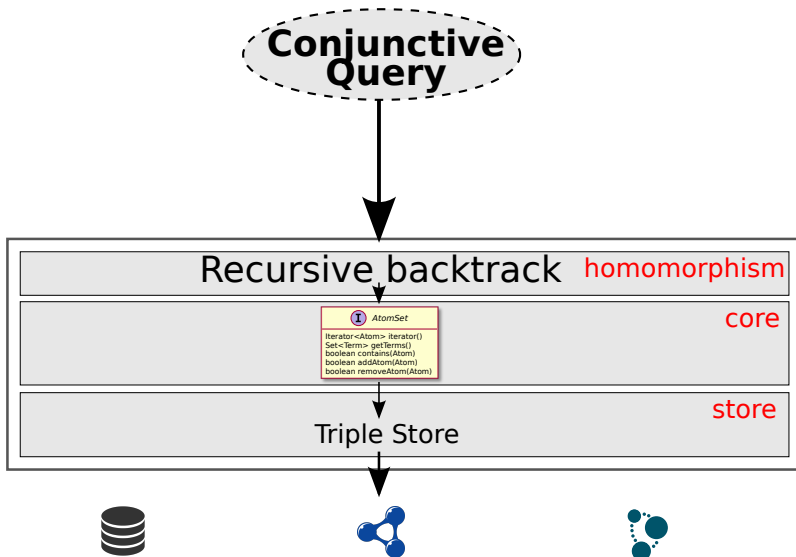 Conjunctive
Query
Recursive backtrack
homomorphism
core
I AtomSet
Iterator<Atom> iterator()
Set<Term> getTerms()
boolean contains(Atom)
boolean addAtom(Atom)
boolean removeAtom(Atom)
store
Triple Store